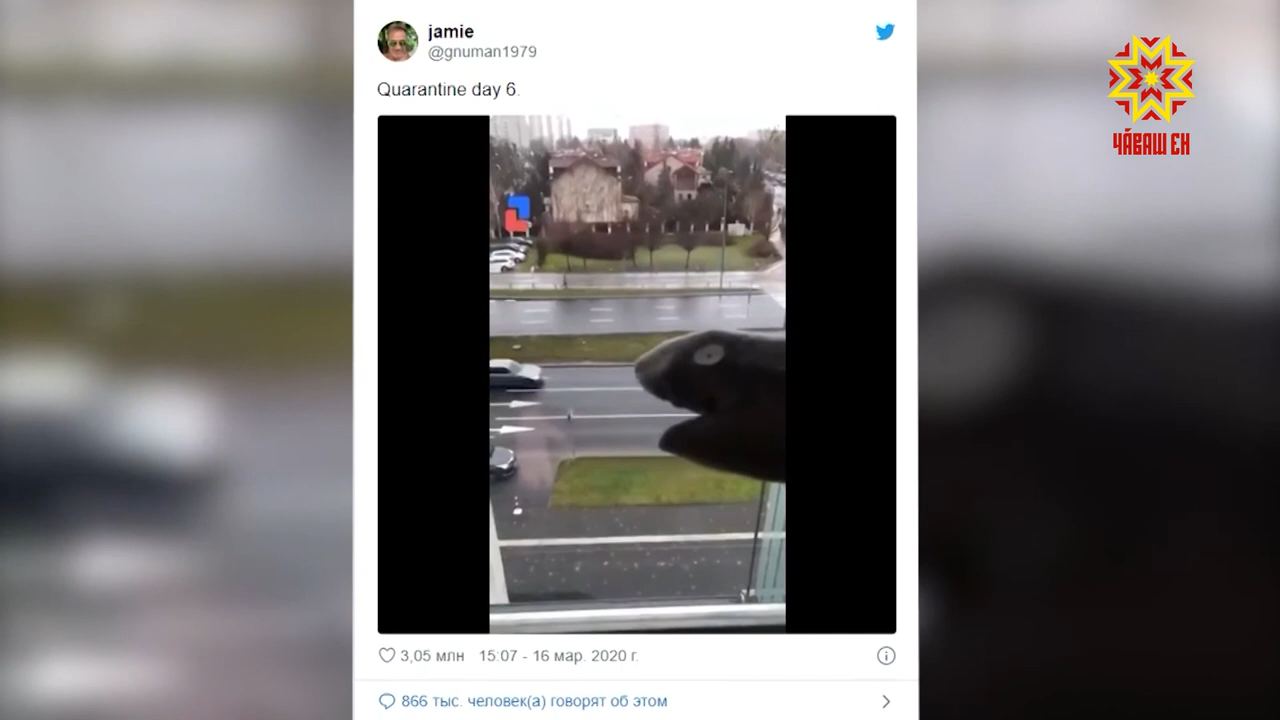 jamie
@gnuman1979
Quarantine day 6.
ЧӐВАШ ЕН
3,05 млн 15:07 - 16 мар. 2020 г.
866 тыс. человек(а) говорят об этом